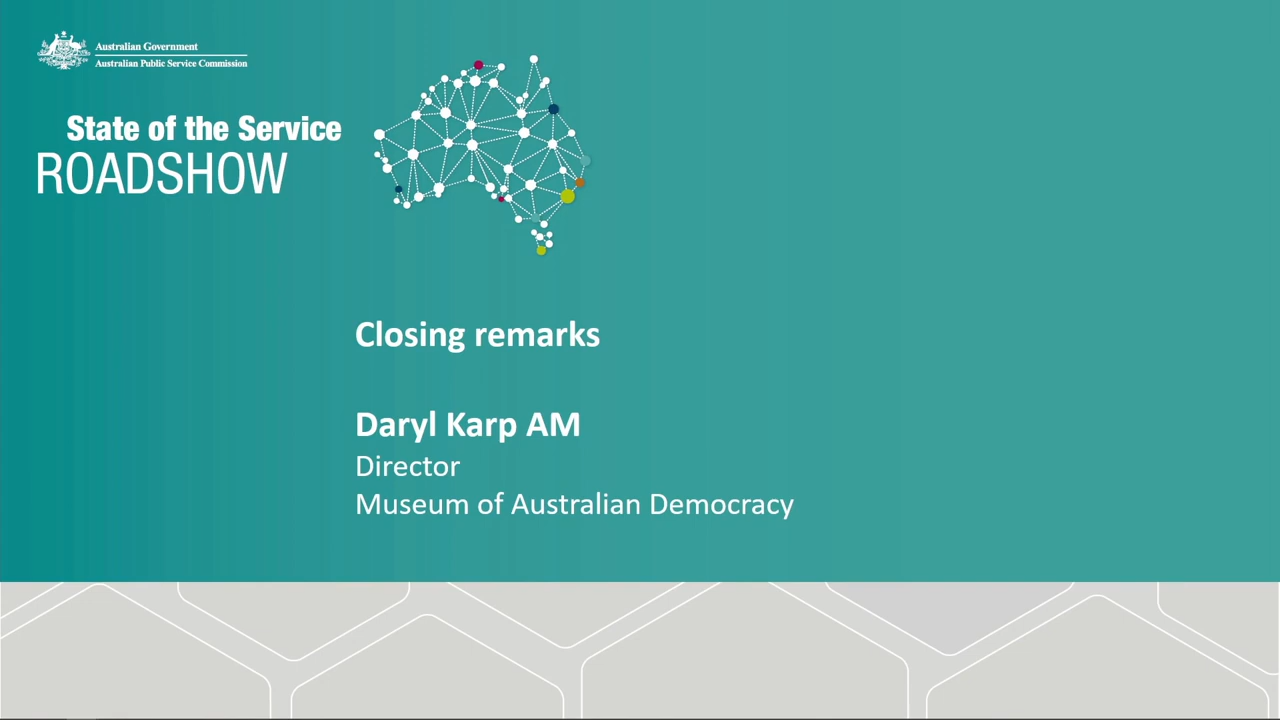 Australian Government
Australian Public Service Commission
State of the Service
ROADSHOW
Closing remarks
Daryl Karp AM
Director
Museum of Australian Democracy